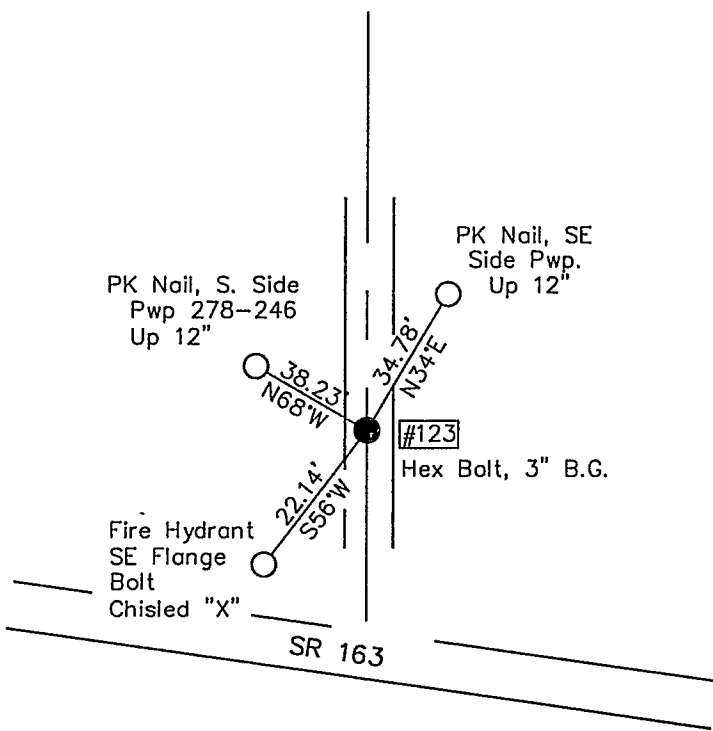 PK Nail, SE
Side Pwp.
Up 12"
PK Nail, S. Side
Pwp 278-246
Up 12"
34.78'
N34°E
38.23'
N68°W
#123
Hex Bolt, 3" B.G.
22.14'
S56°W
Fire Hydrant
SE Flange
Bolt
Chisled "X"
SR 163